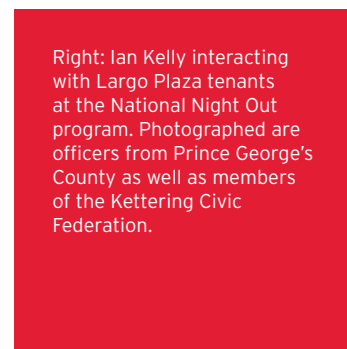 Right: Ian Kelly interacting
with Largo Plaza tenants
at the National Night Out
program. Photographed are
officers from Prince George’s
County as well as members
of the Kettering Civic
Federation.